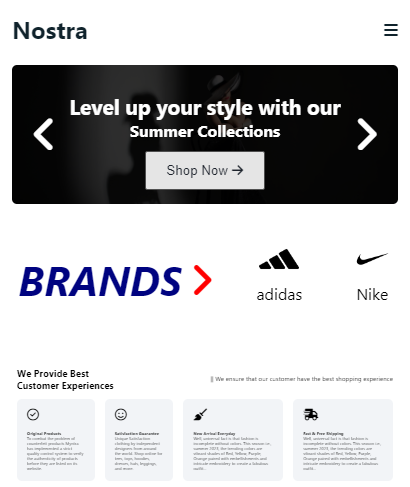 Nostra
Level up your style with our
Summer Collections
Shop Now
BRANDS
adidas
Nike
We Provide Best
Customer Experiences
We ensure that our customer have the best shopping experience
Original Products
To combat the problem of
counterfeit products Myntra
has implemented a strict
quality control system to verify
the authenticity of products
before they are listed on its
website.
Satisfaction Guarantee
Unique Satisfaction
clothing by independent
designers from around
the world. Shop online for
tees, tops, hoodies,
dresses, hats, leggings,
and more
New Arrival Everyday
Well, universal fact is that fashion is
incomplete without colors. This season on,
the trending colors are
vibrant shades of Red, Yellow, Purple,
Orange paired with embellishments and
intricate embroidery to create a fabulous
outfit..
Fast & Free Shipping
Well, universal fact is that fashion is
incomplete without colors. This season on,
the trending colors are
vibrant shades of Red, Yellow, Purple,
Orange paired with embellishments and
intricate embroidery to create a fabulous
outfit..